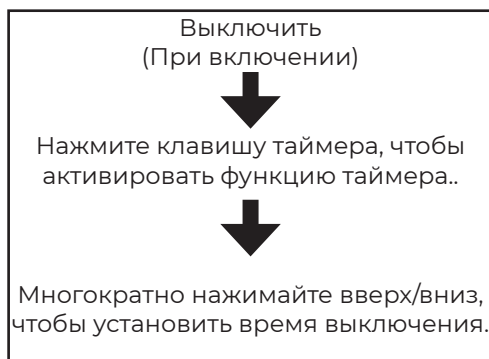 Выключить
(При включении)
Нажмите клавишу таймера, чтобы
активировать функцию таймера..
Многократно нажимайте вверх/вниз,
чтобы установить время выключения.